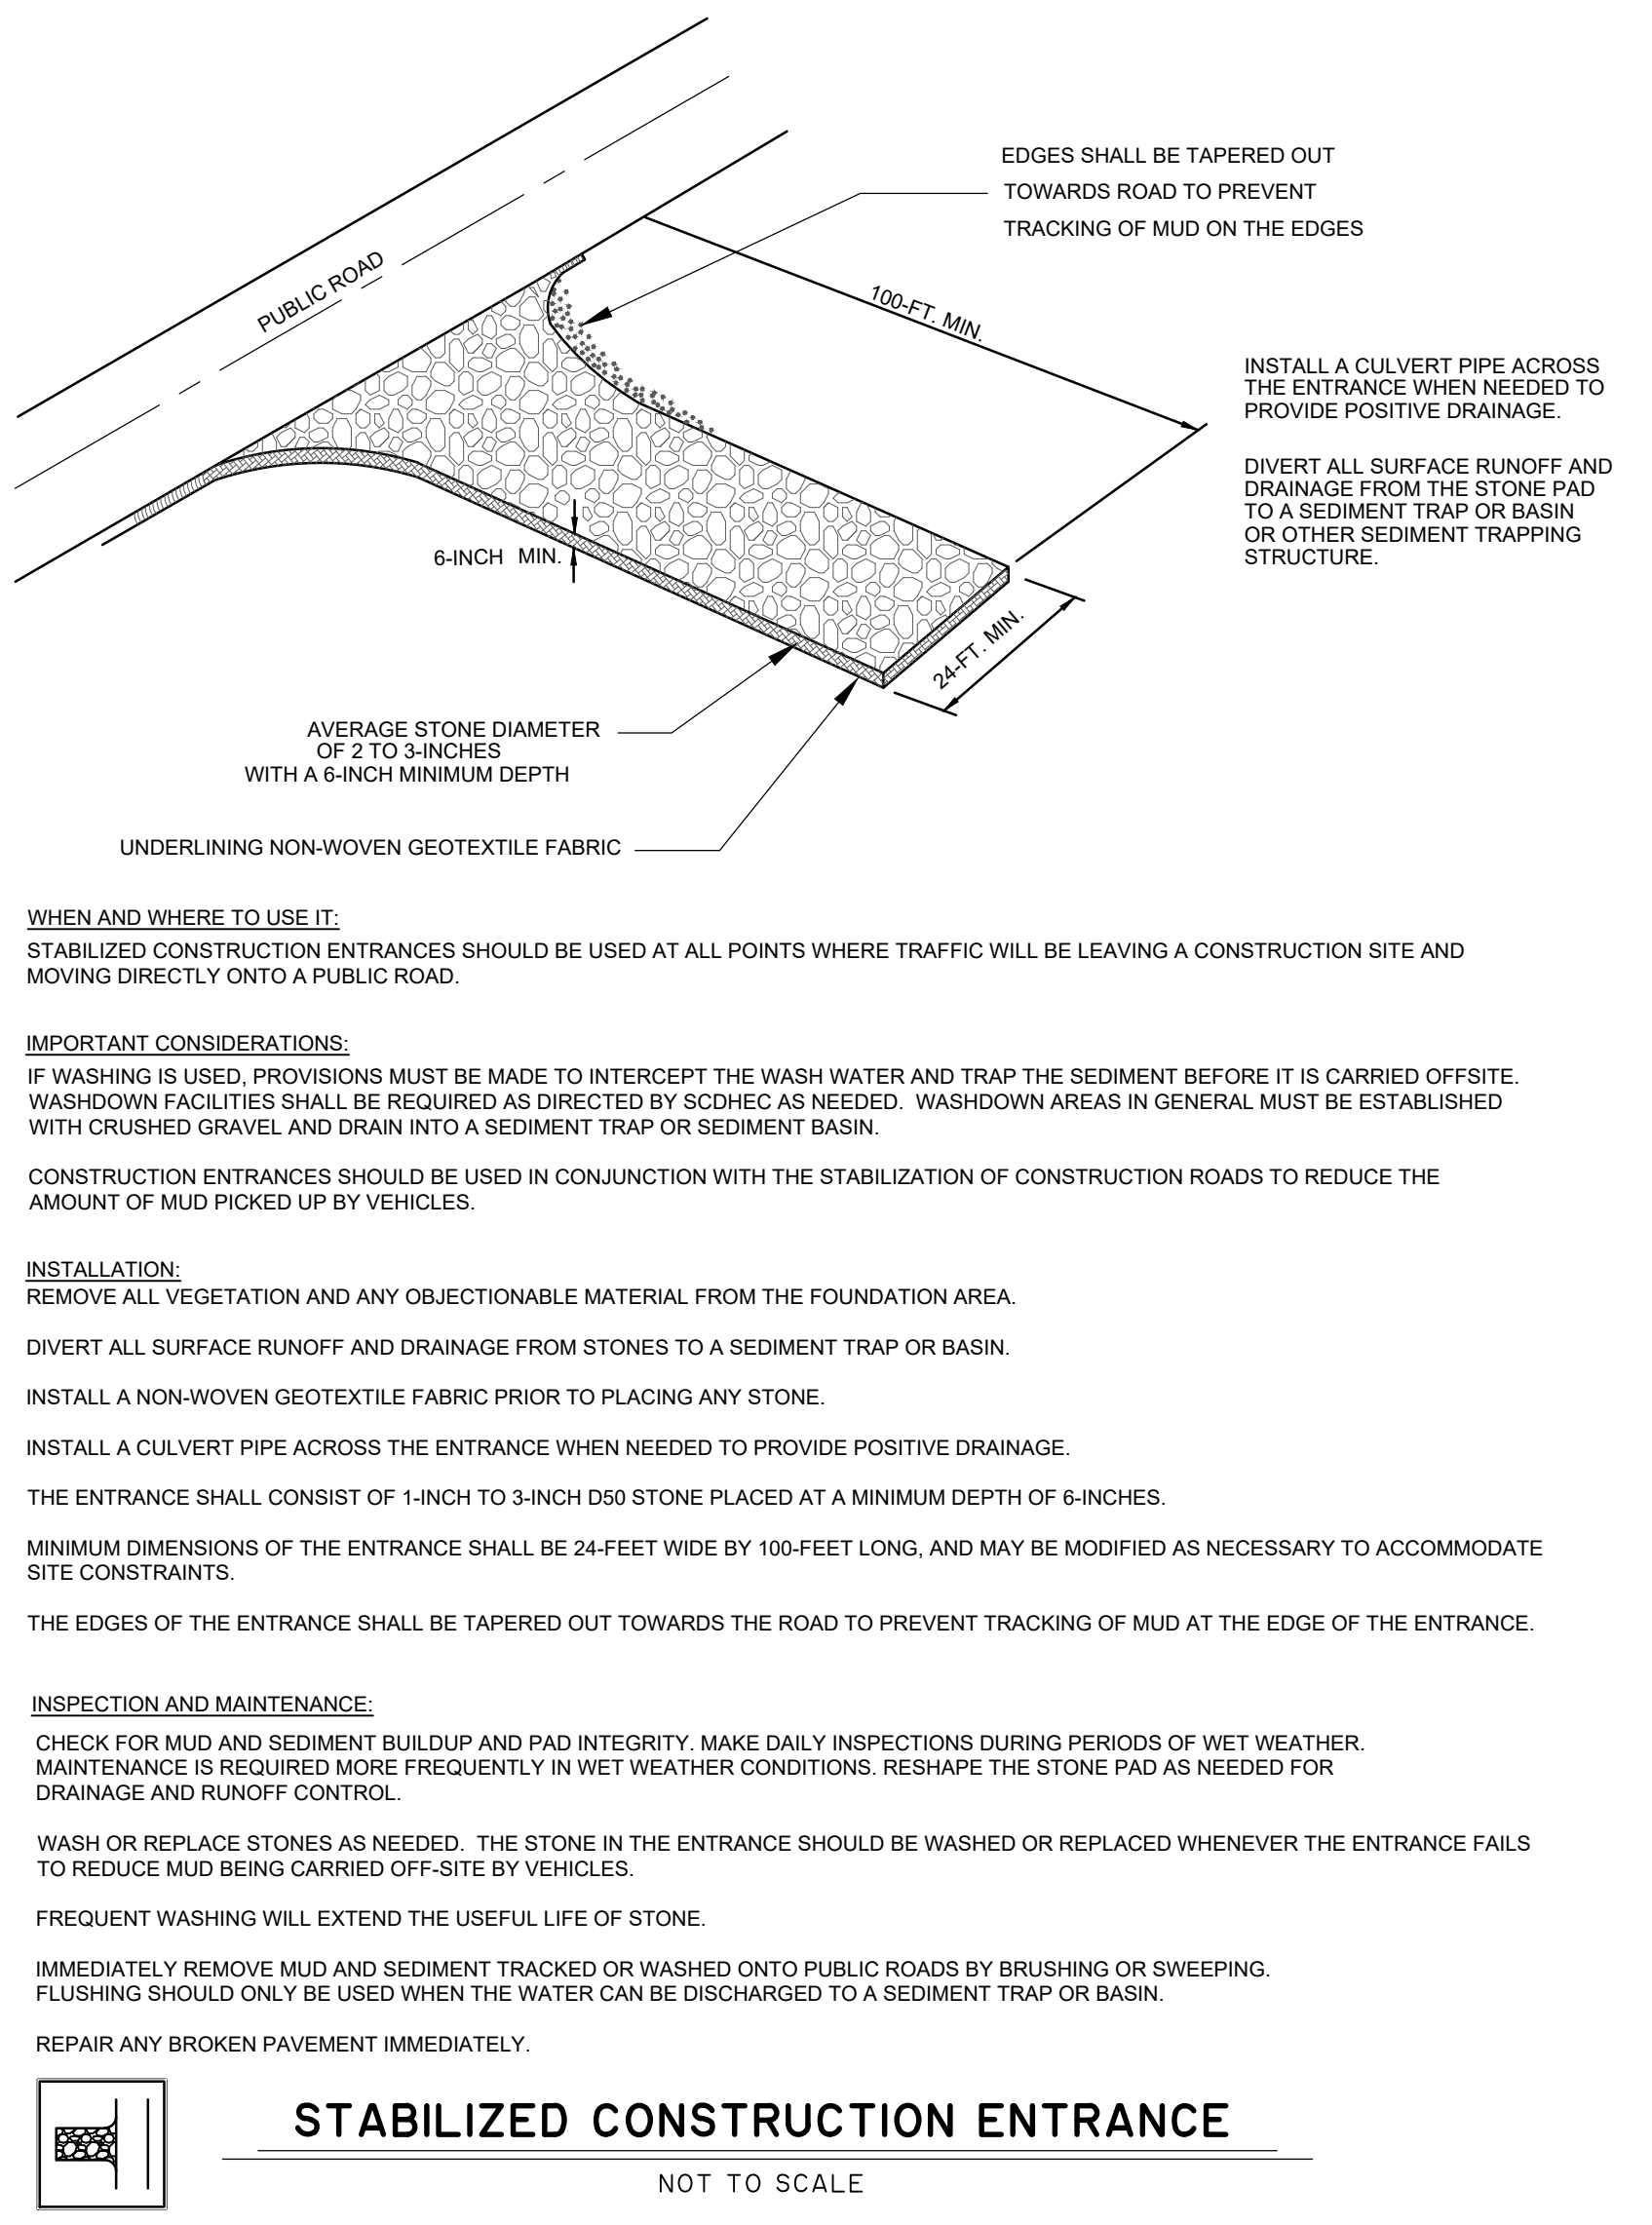 EDGES SHALL BE TAPERED OUT
TOWARDS ROAD TO PREVENT
TRACKING OF MUD ON THE EDGES
PUBLIC ROAD
100-FT. MIN.
INSTALL A CULVERT PIPE ACROSS
THE ENTRANCE WHEN NEEDED TO
PROVIDE POSITIVE DRAINAGE.
DIVERT ALL SURFACE RUNOFF AND
DRAINAGE FROM THE STONE PAD
TO A SEDIMENT TRAP OR BASIN
OR OTHER SEDIMENT TRAPPING
STRUCTURE.
6-INCH MIN.
24-FT. MIN.
AVERAGE STONE DIAMETER
OF 2 TO 3-INCHES
WITH A 6-INCH MINIMUM DEPTH
UNDERLINING NON-WOVEN GEOTEXTILE FABRIC
WHEN AND WHERE TO USE IT:
STABILIZED CONSTRUCTION ENTRANCES SHOULD BE USED AT ALL POINTS WHERE TRAFFIC WILL BE LEAVING A CONSTRUCTION SITE AND
MOVING DIRECTLY ONTO A PUBLIC ROAD.
IMPORTANT CONSIDERATIONS:
IF WASHING IS USED, PROVISIONS MUST BE MADE TO INTERCEPT THE WASH WATER AND TRAP THE SEDIMENT BEFORE IT IS CARRIED OFFSITE.
WASHDOWN FACILITIES SHALL BE REQUIRED AS DIRECTED BY SCDHEC AS NEEDED. WASHDOWN AREAS IN GENERAL MUST BE ESTABLISHED
WITH CRUSHED GRAVEL AND DRAIN INTO A SEDIMENT TRAP OR SEDIMENT BASIN.
CONSTRUCTION ENTRANCES SHOULD BE USED IN CONJUNCTION WITH THE STABILIZATION OF CONSTRUCTION ROADS TO REDUCE THE
AMOUNT OF MUD PICKED UP BY VEHICLES.
INSTALLATION:
REMOVE ALL VEGETATION AND ANY OBJECTIONABLE MATERIAL FROM THE FOUNDATION AREA.
DIVERT ALL SURFACE RUNOFF AND DRAINAGE FROM STONES TO A SEDIMENT TRAP OR BASIN.
INSTALL A NON-WOVEN GEOTEXTILE FABRIC PRIOR TO PLACING ANY STONE.
INSTALL A CULVERT PIPE ACROSS THE ENTRANCE WHEN NEEDED TO PROVIDE POSITIVE DRAINAGE.
THE ENTRANCE SHALL CONSIST OF 1-INCH TO 3-INCH D50 STONE PLACED AT A MINIMUM DEPTH OF 6-INCHES.
MINIMUM DIMENSIONS OF THE ENTRANCE SHALL BE 24-FEET WIDE BY 100-FEET LONG, AND MAY BE MODIFIED AS NECESSARY TO ACCOMMODATE
SITE CONSTRAINTS.
THE EDGES OF THE ENTRANCE SHALL BE TAPERED OUT TOWARDS THE ROAD TO PREVENT TRACKING OF MUD AT THE EDGE OF THE ENTRANCE.
INSPECTION AND MAINTENANCE:
CHECK FOR MUD AND SEDIMENT BUILDUP AND PAD INTEGRITY. MAKE DAILY INSPECTIONS DURING PERIODS OF WET WEATHER.
MAINTENANCE IS REQUIRED MORE FREQUENTLY IN WET WEATHER CONDITIONS. RESHAPE THE STONE PAD AS NEEDED FOR
DRAINAGE AND RUNOFF CONTROL.
WASH OR REPLACE STONES AS NEEDED. THE STONE IN THE ENTRANCE SHOULD BE WASHED OR REPLACED WHENEVER THE ENTRANCE FAILS
TO REDUCE MUD BEING CARRIED OFF-SITE BY VEHICLES.
FREQUENT WASHING WILL EXTEND THE USEFUL LIFE OF STONE.
IMMEDIATELY REMOVE MUD AND SEDIMENT TRACKED OR WASHED ONTO PUBLIC ROADS BY BRUSHING OR SWEEPING.
FLUSHING SHOULD ONLY BE USED WHEN THE WATER CAN BE DISCHARGED TO A SEDIMENT TRAP OR BASIN.
REPAIR ANY BROKEN PAVEMENT IMMEDIATELY.
STABILIZED CONSTRUCTION ENTRANCE
NOT TO SCALE